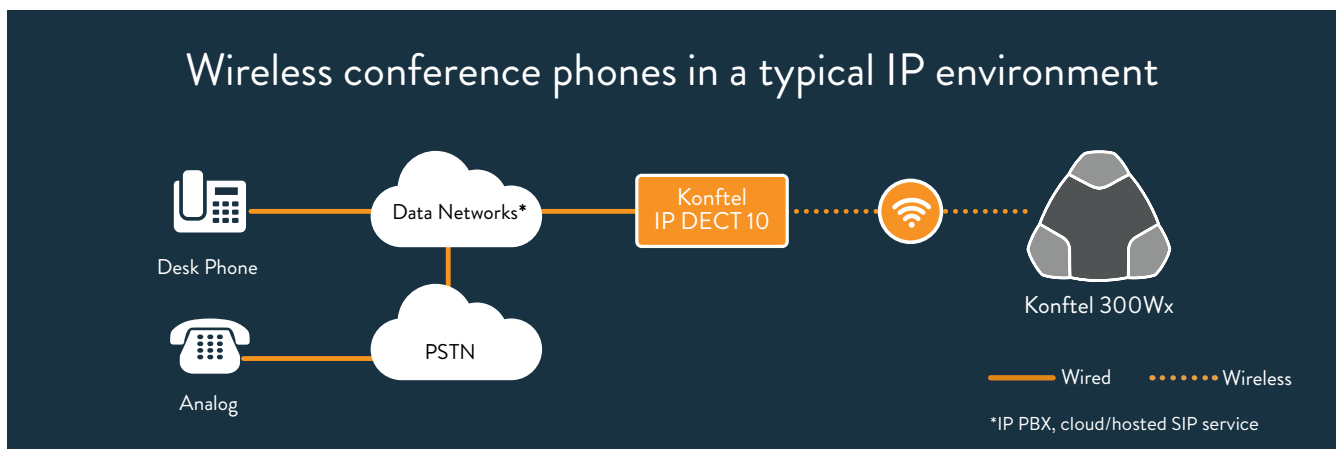 Wireless conference phones in a typical IP environment
Desk Phone
Data Networks*
Konftel
IP DECT 10
Konftel 300Wx
Analog
PSTN
Wired
Wireless
*IP PBX, cloud/hosted SIP service